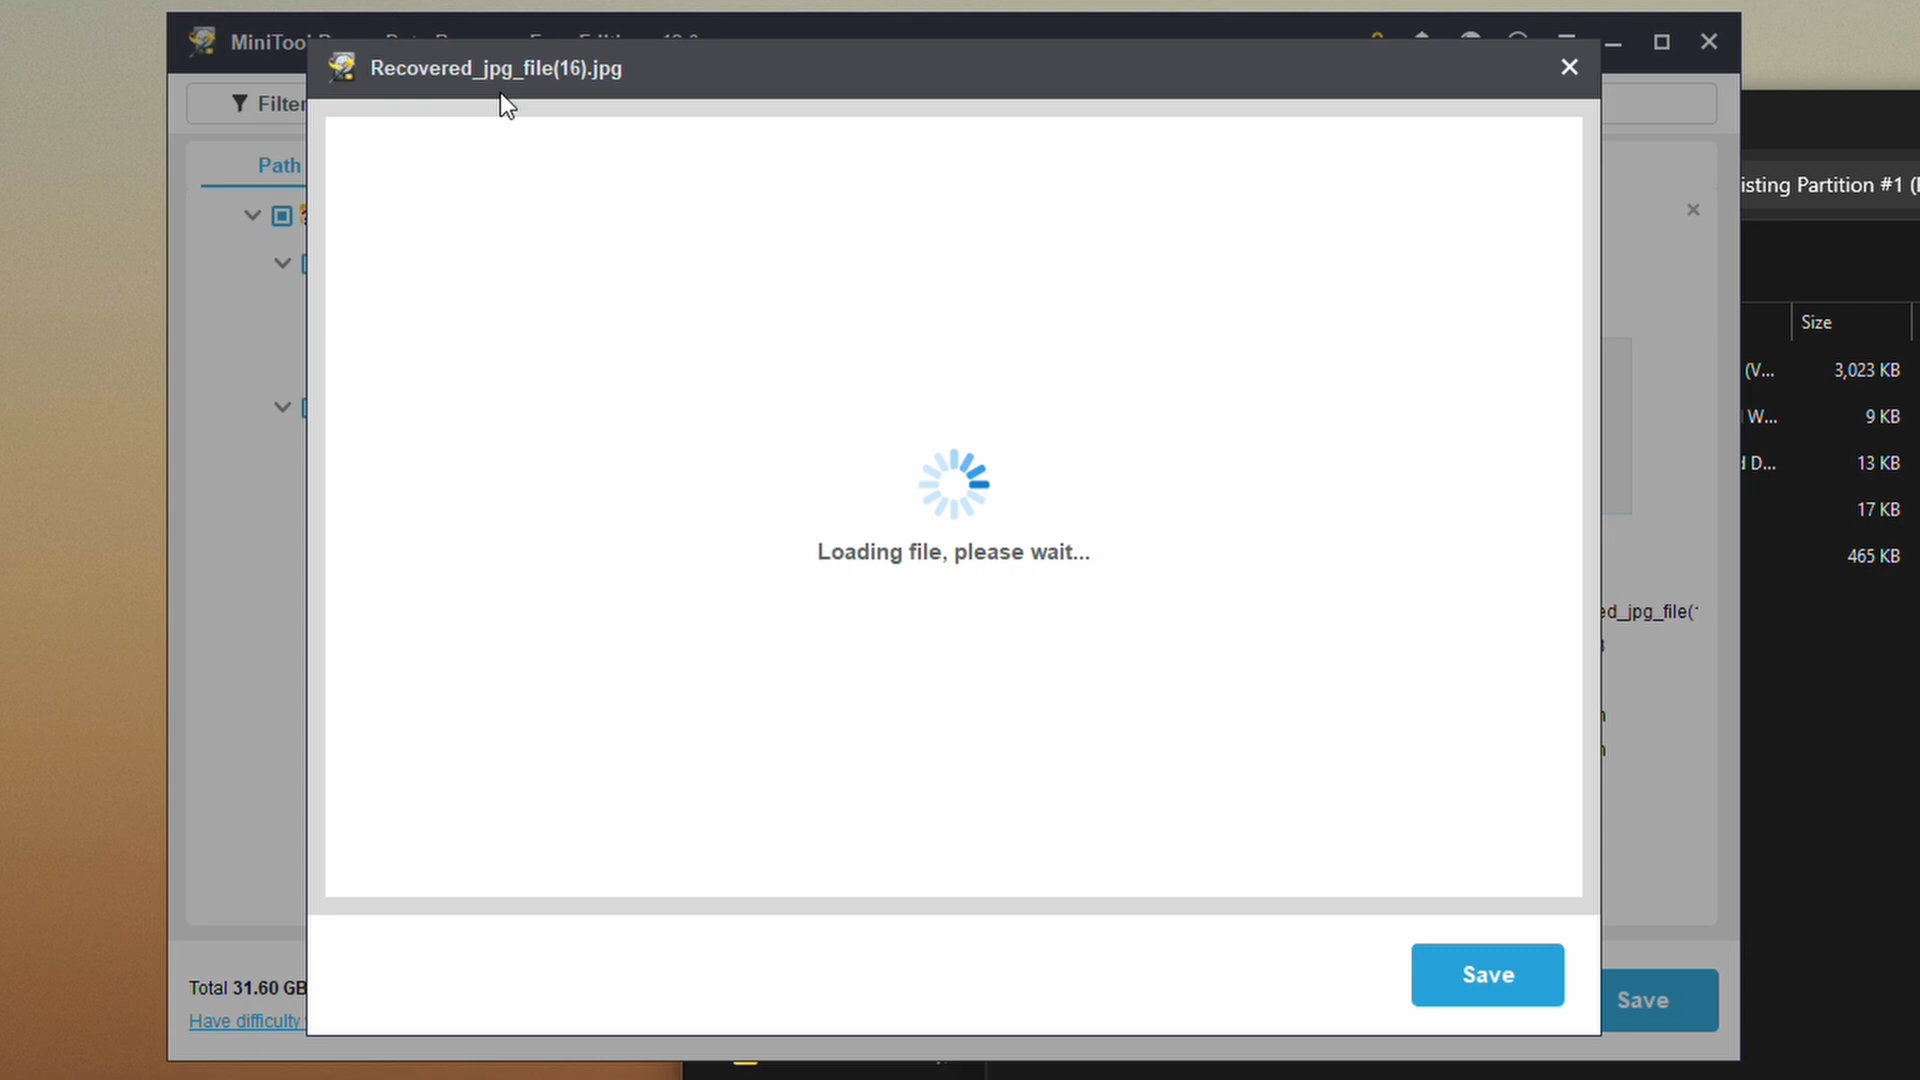 MiniTool
Recovered_jpg_file(16).jpg
Filter
Path
Loading file, please wait...
Save
Total 31.60 GB
Have difficulty
Save
ed_jpg_file(
isting Partition #1 (
Size
(V... 3,023 KB
W... 9 KB
d D... 13 KB
17 KB
465 KB